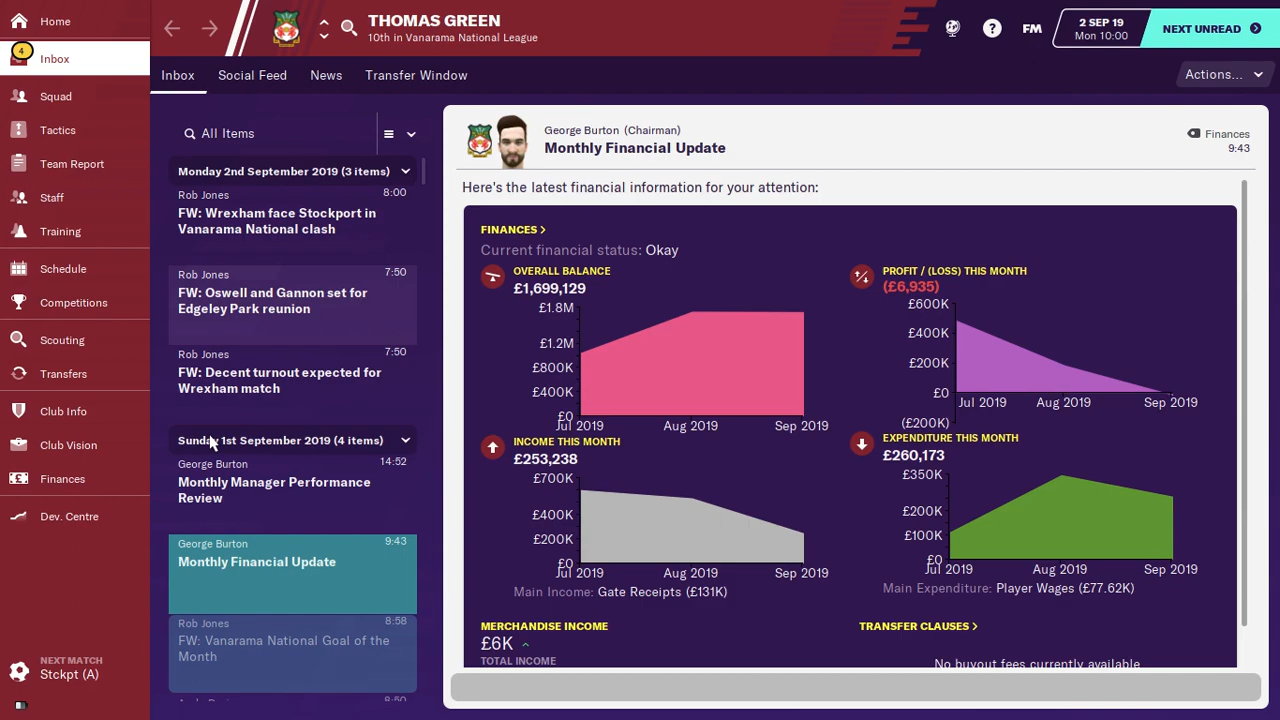 Home
4
Inbox
Squad
Tactics
Team Report
Staff
Training
Schedule
Competitions
Scouting
Transfers
Club Info
Club Vision
Finances
Dev. Centre
NEXT MATCH
Stckpt (A)
THOMAS GREEN
10th in Vanarama National League
?
FM
2 SEP 19
Mon 10:00
NEXT UNREAD
Inbox
Social Feed
News
Transfer Window
Actions...
All Items
Monday 2nd September 2019 (3 items)
Rob Jones
8:00
FW: Wrexham face Stockport in
Vanarama National clash
Rob Jones
7:50
FW: Oswell and Gannon set for
Edgeley Park reunion
Rob Jones
7:50
FW: Decent turnout expected for
Wrexham match
Sunday 1st September 2019 (4 items)
George Burton
14:52
Monthly Manager Performance
Review
George Burton
9:43
Monthly Financial Update
Rob Jones
8:58
FW: Vanarama National Goal of the
Month
8:50
George Burton (Chairman)
Monthly Financial Update
Finances
9:43
Here's the latest financial information for your attention:
FINANCES >
Current financial status: Okay
OVERALL BALANCE
£1,699,129
£1.8M
£1.2M
£800K
£400K
£0
Jul 2019
Aug 2019
Sep 2019
PROFIT / (LOSS) THIS MONTH
(£6,935)
£600K
£400K
£200K
£0
(£200K)
Jul 2019
Aug 2019
Sep 2019
INCOME THIS MONTH
£253,238
£700K
£400K
£200K
£0
Jul 2019
Aug 2019
Sep 2019
Main Income: Gate Receipts (£131K)
EXPENDITURE THIS MONTH
£260,173
£350K
£200K
£100K
£0
Jul 2019
Aug 2019
Sep 2019
Main Expenditure: Player Wages (£77.62K)
MERCHANDISE INCOME
£6K
TOTAL INCOME
TRANSFER CLAUSES >
No buyout fees currently available